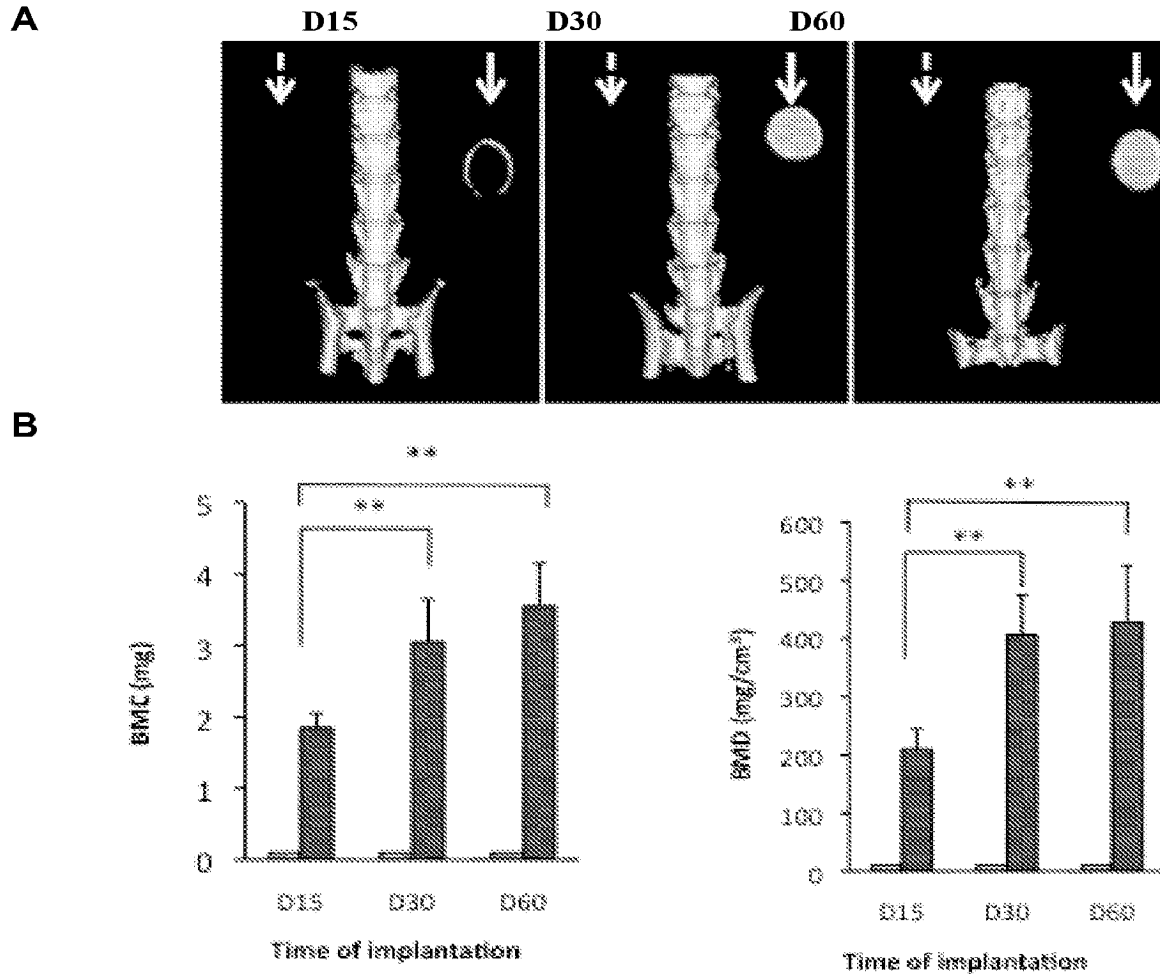 A
D15 D30 D60
B
**
**
5
4
3
2
1
0
BMC (mg)
D15 D30 D60
Time of implantation
**
**
600
500
400
300
200
100
0
BMD (mg/cm³)
D15 D30 D60
Time of implantation